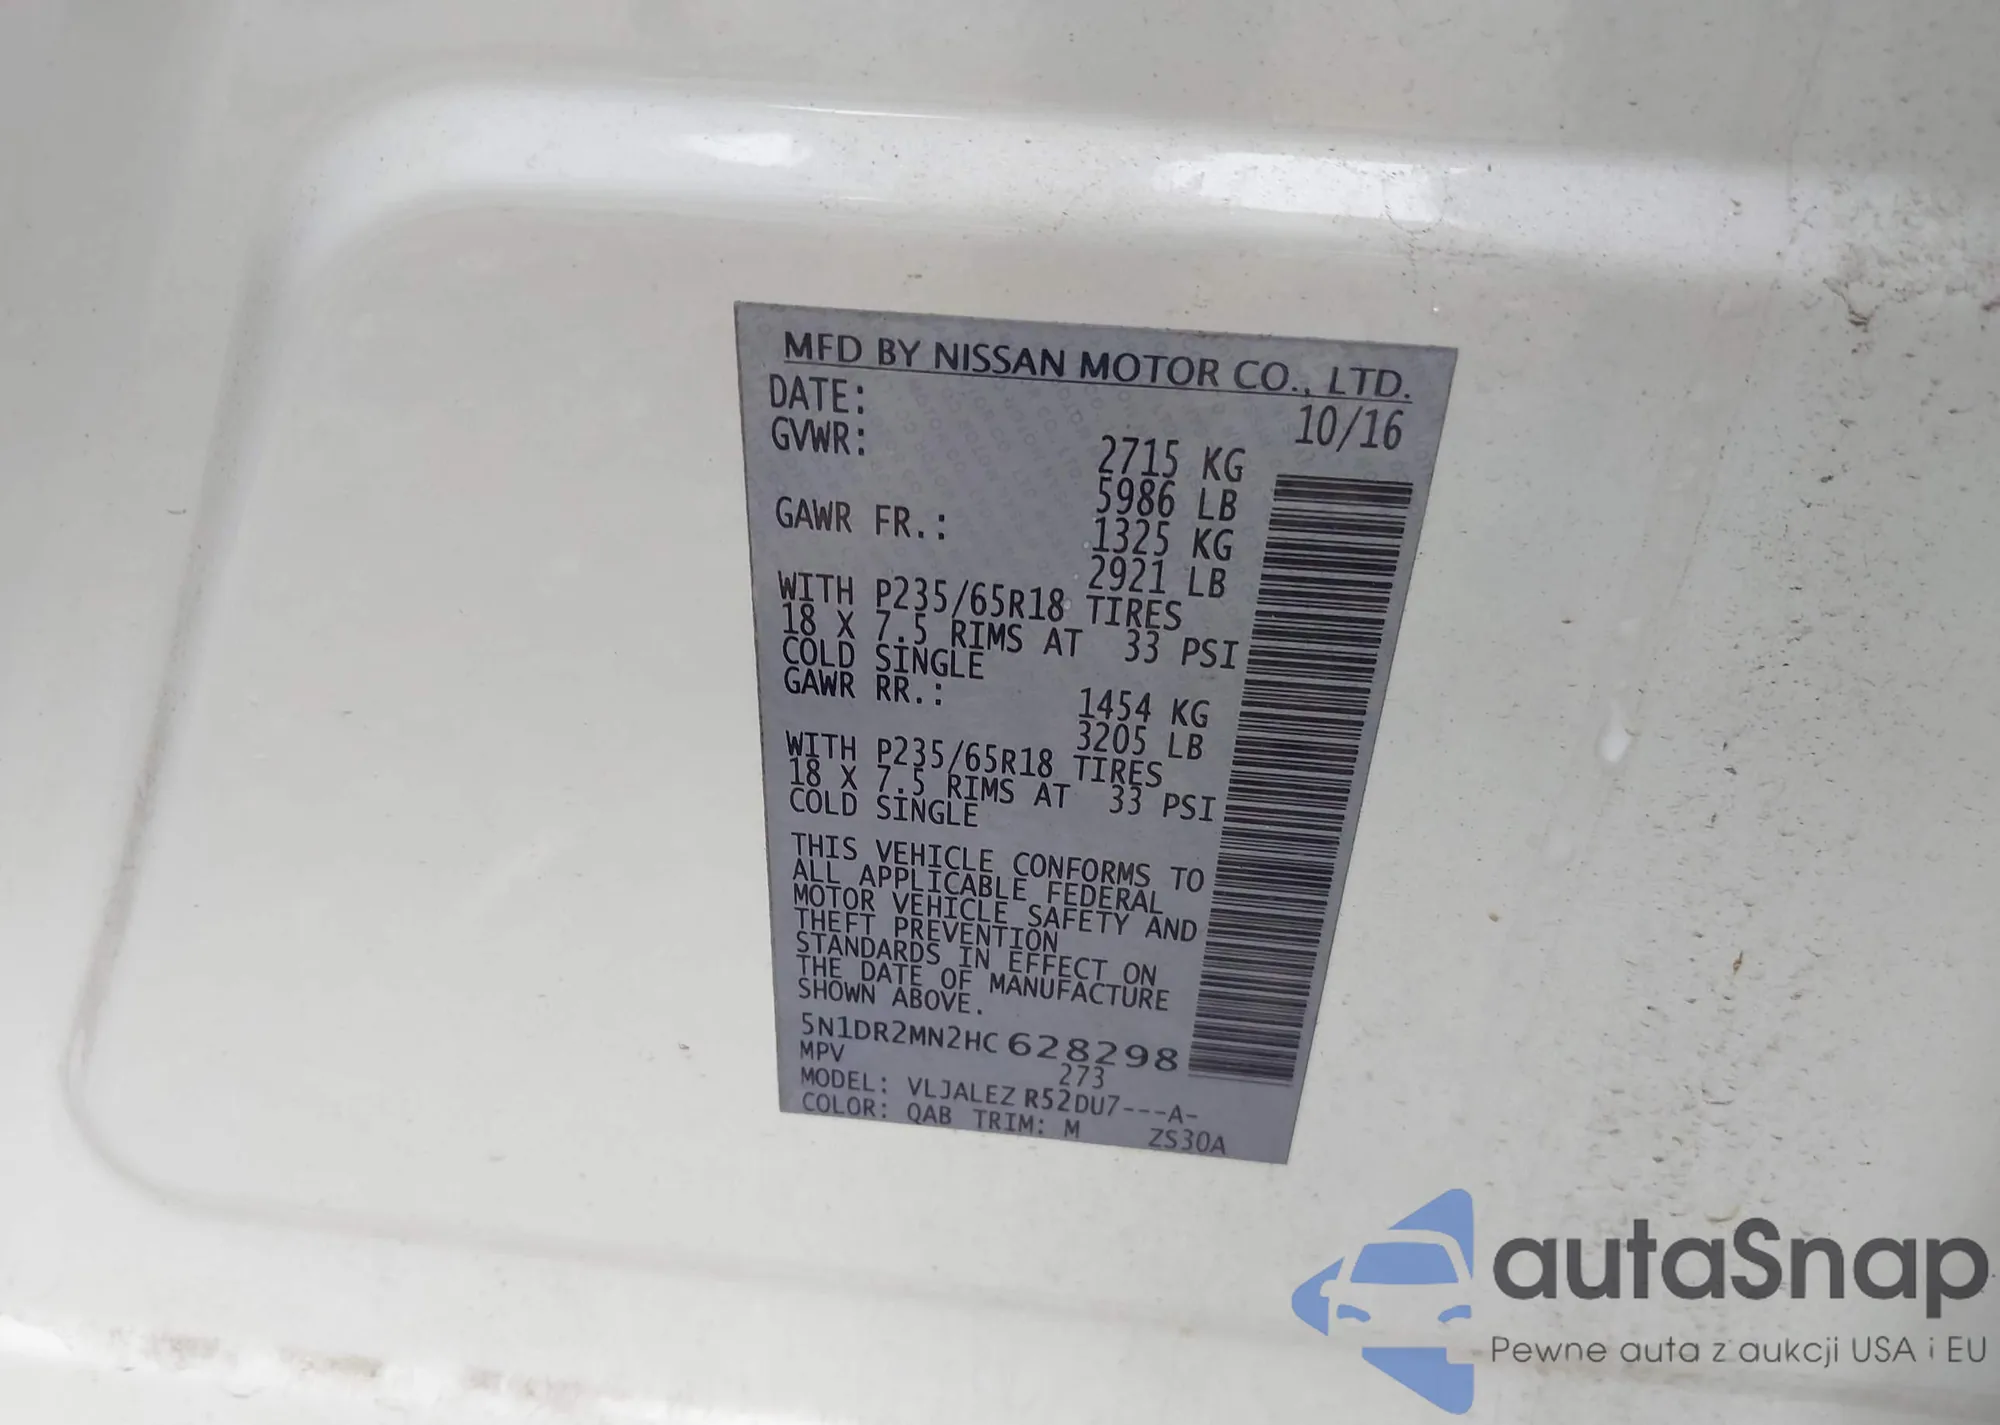 MFD BY NISSAN MOTOR CO., LTD.
DATE: 10/16
GVWR: 2715 KG
5986 LB
GAWR FR.: 1325 KG
2921 LB
WITH P235/65R18 TIRES
18 X 7.5 RIMS AT 33 PSI
COLD SINGLE
GAWR RR.: 1454 KG
3205 LB
WITH P235/65R18 TIRES
18 X 7.5 RIMS AT 33 PSI
COLD SINGLE
THIS VEHICLE CONFORMS TO
ALL APPLICABLE FEDERAL
MOTOR VEHICLE SAFETY AND
THEFT PREVENTION
STANDARDS IN EFFECT ON
THE DATE OF MANUFACTURE
SHOWN ABOVE.
5N1DR2MN2HC 628298
MPV 273
MODEL: VLJALEZ R52DU7---A-
COLOR: QAB TRIM: M ZS30A
autaSnap
Pewne auta z aukcji USA i EU